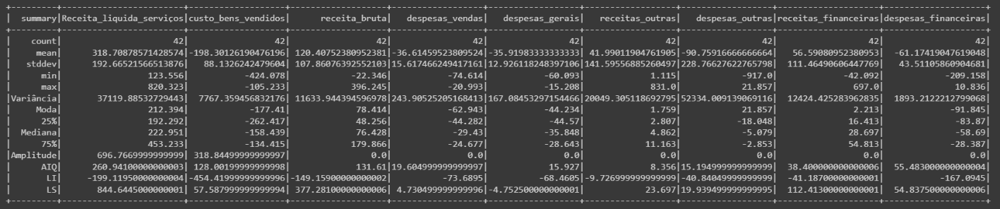 +---------+------------------------+--------------------+------------------+------------------+------------------+------------------+------------------+--------------------+--------------------+
|  summary|Receita_liquida_serviços|custo_bens_vendidos|     receita_bruta|   despesas_vendas|    despesas_gerais|   receitas_outras|   despesas_outras|receitas_financeiras|despesas_financeiras|
+---------+------------------------+--------------------+------------------+------------------+------------------+------------------+------------------+--------------------+--------------------+
|    count| 42| 42| 42| 42| 42| 42| 42| 42| 42|
|     mean| 318.70878571428574|-198.30126190476196| 120.40752380952381|-36.61459523809524|-35.91983333333333| 41.99011904761905|-90.75916666666664| 56.59080952380953| -61.17419047619048|
|   stddev| 192.66521566513876| 88.1326242479604| 107.86076392552103|15.617466249417161|12.926118248397106|141.59556885260497|228.76627622765798| 111.46490606447769| 43.51105860904681|
|      min| 123.556| -424.078| -22.346| -74.614| -60.093| 1.115| -917.0| -42.092| -209.158|
|      max| 820.323| -105.233| 396.245| -20.993| -15.208| 831.0| 21.857| 697.0| 10.836|
|Variância| 37119.88532729443| 7767.359456832176| 11633.944394596978|243.90525205168413|167.08453297154466|20049.305118692795|52334.009139069116| 12424.425283962835| 1893.2122212799068|
|     Moda| 212.394| -177.41| 78.414| -62.943| -44.234| 1.759| 21.857| 2.213| -91.845|
|      25%| 192.292| -262.417| 48.256| -44.282| -44.57| 2.807| -18.048| 16.413| -83.87|
|  Mediana| 222.951| -158.439| 76.428| -29.43| -35.848| 4.862| -5.079| 28.697| -58.69|
|      75%| 453.233| -134.415| 179.866| -24.677| -28.643| 11.163| -2.853| 54.813| -28.387|
|Amplitude| 696.7669999999999| 318.84499999999997| 0.0| 0.0| 0.0| 0.0| 0.0| 0.0| 0.0|
|      AIQ| 260.94100000000003| 128.00199999999998| 131.61|19.604999999999997| 15.927| 8.356|15.194999999999999| 38.400000000000006| 55.483000000000004|
|       LI| -199.11950000000004|-454.41999999999996|-149.15900000000002| -73.6895| -68.4605|-9.726999999999999|-40.84049999999999| -41.18700000000001| -167.0945|
|       LS| 844.6445000000001| 57.587999999999994| 377.28100000000006| 4.730499999999996|-4.752500000000001| 23.697|19.939499999999995| 112.41300000000001| 54.837500000000006|
+---------+------------------------+--------------------+------------------+------------------+------------------+------------------+------------------+--------------------+--------------------+